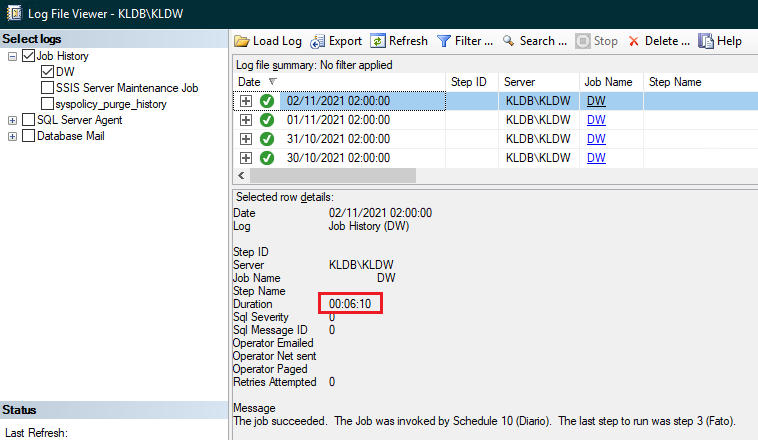 Log File Viewer - KLDB\KLDW
Select logs
Job History
DW
SSIS Server Maintenance Job
syspolicy_purge_history
SQL Server Agent
Database Mail
Status
Last Refresh:
Load Log Export Refresh Filter ... Search ... Stop Delete ... Help
Log file summary: No filter applied
Date Step ID Server Job Name Step Name
02/11/2021 02:00:00 KLDB\KLDW DW
01/11/2021 02:00:00 KLDB\KLDW DW
31/10/2021 02:00:00 KLDB\KLDW DW
30/10/2021 02:00:00 KLDB\KLDW DW
Selected row details:
Date 02/11/2021 02:00:00
Log Job History (DW)
Step ID
Server KLDB\KLDW
Job Name DW
Step Name
Duration 00:06:10
Sql Severity 0
Sql Message ID 0
Operator Emailed
Operator Net sent
Operator Paged
Retries Attempted 0
Message
The job succeeded. The Job was invoked by Schedule 10 (Diario). The last step to run was step 3 (Fato).